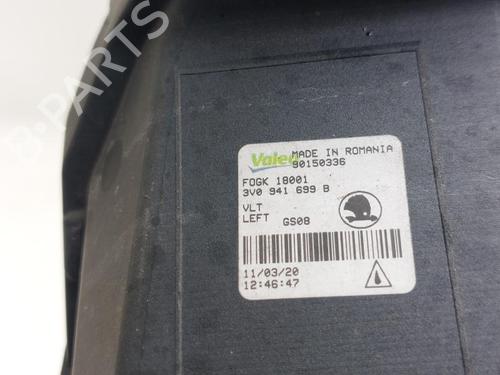 B-PARTS
Valeo MADE IN ROMANIA
90150336
FOGK 18001
3V0 941 699 B
VLT
LEFT GS08
11/03/20
12:46:47